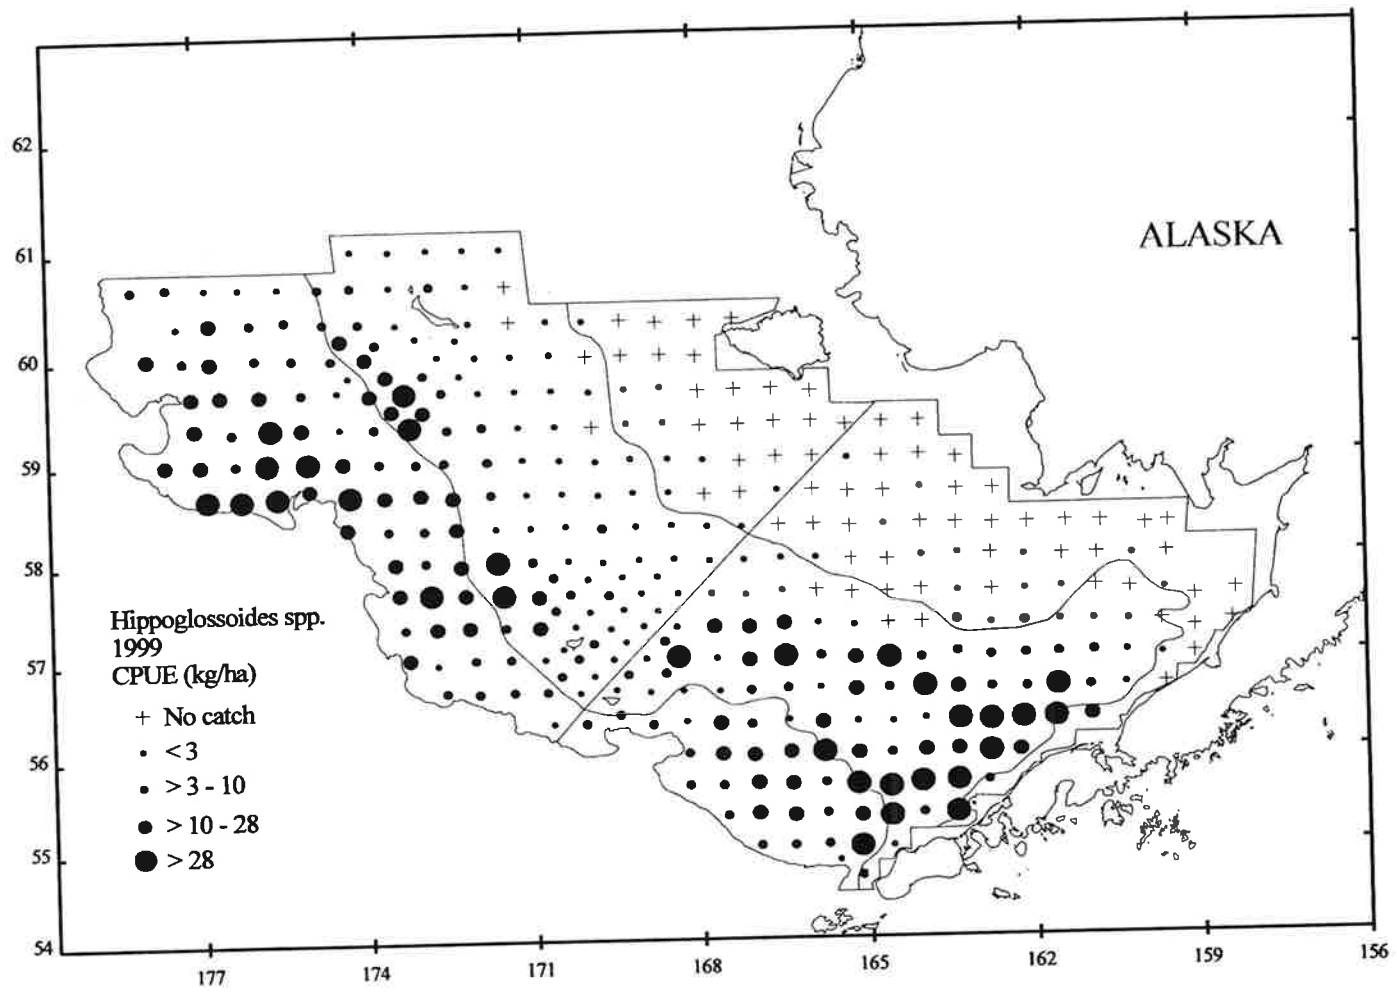 ALASKA
62
61
60
59
58
57
56
55
54
Hippoglossoides spp.
1999
CPUE (kg/ha)
+ No catch
< 3
> 3 - 10
> 10 - 28
> 28
177 174 171 168 165 162 159 156